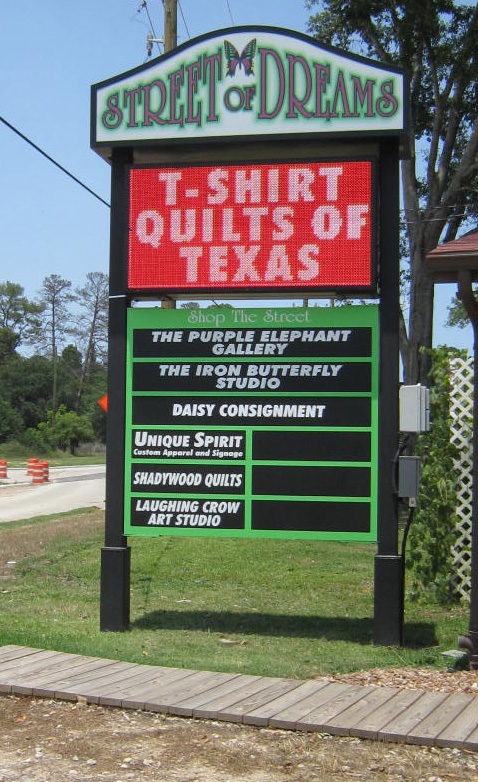 STREET OF DREAMS
T-SHIRT
QUILTS OF
TEXAS
Shop The Street
THE PURPLE ELEPHANT
GALLERY
THE IRON BUTTERFLY
STUDIO
DAISY CONSIGNMENT
UNIQUE SPIRIT
Custom Apparel and Signage
SHADYWOOD QUILTS
LAUGHING CROW
ART STUDIO